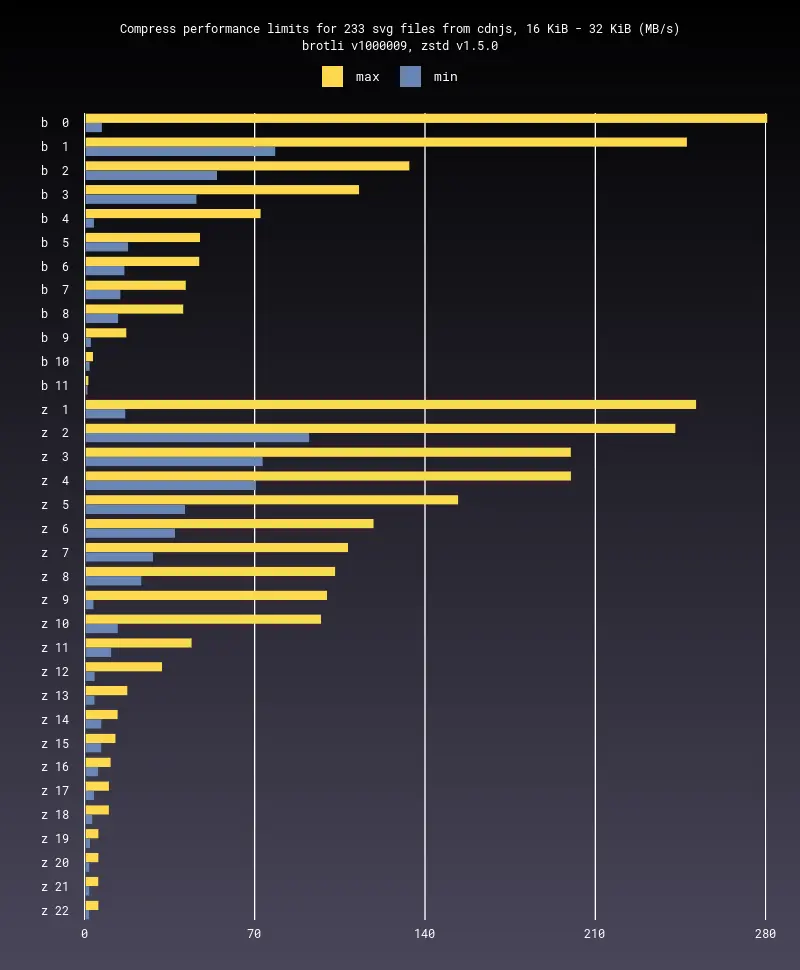 Compress performance limits for 233 svg files from cdnjs, 16 KiB - 32 KiB (MB/s)
brotli v1000009, zstd v1.5.0
max min
b 0
b 1
b 2
b 3
b 4
b 5
b 6
b 7
b 8
b 9
b 10
b 11
z 1
z 2
z 3
z 4
z 5
z 6
z 7
z 8
z 9
z 10
z 11
z 12
z 13
z 14
z 15
z 16
z 17
z 18
z 19
z 20
z 21
z 22
0 70 140 210 280